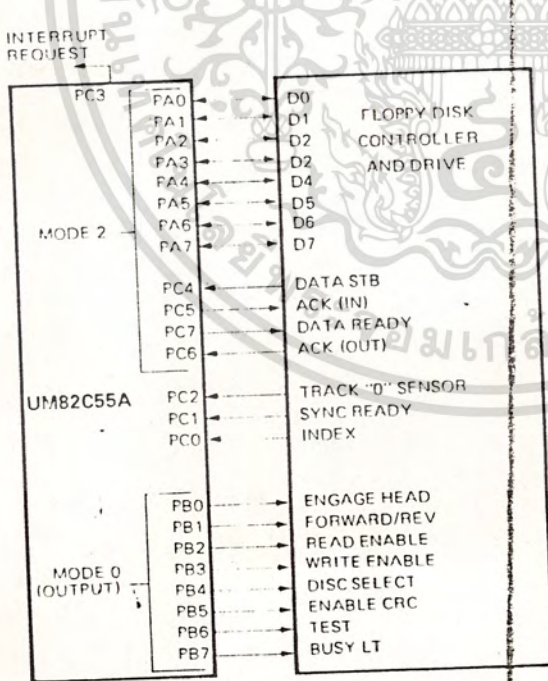 INTERRUPT
REQUEST
PC3
PA0 D0
PA1 D1
PA2 D2
PA3 D2
PA4 D4
PA5 D5
PA6 D6
PA7 D7
FLOPPY DISK
CONTROLLER
AND DRIVE
MODE 2
PC4 DATA STB
PC5 ACK (IN)
PC7 DATA READY
PC6 ACK (OUT)
UM82C55A
PC2 TRACK "0" SENSOR
PC1 SYNC READY
PC0 INDEX
MODE 0
(OUTPUT)
PB0 ENGAGE HEAD
PB1 FORWARD/REV
PB2 READ ENABLE
PB3 WRITE ENABLE
PB4 DISC SELECT
PB5 ENABLE CRC
PB6 TEST
PB7 BUSY LT